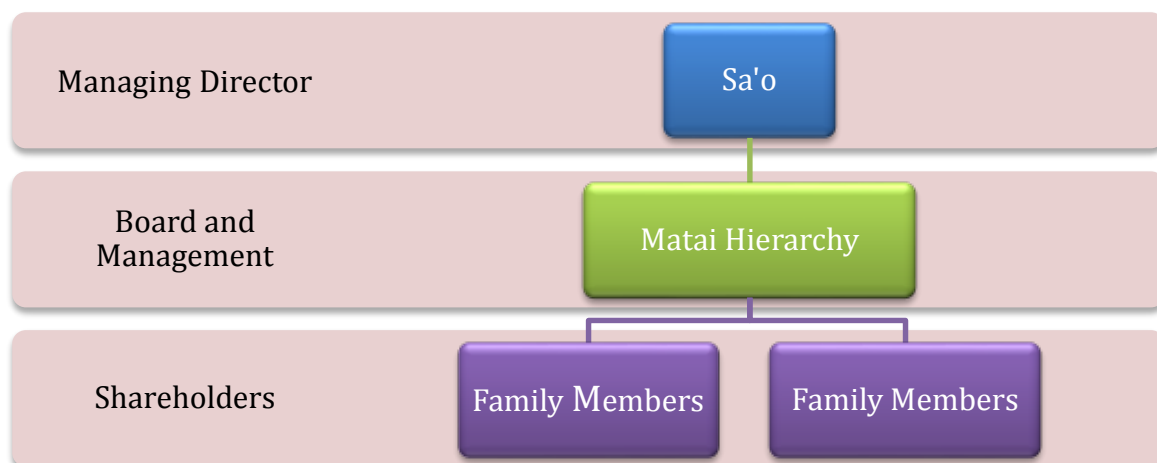 Managing Director
Sa'o
Board and
Management
Matai Hierarchy
Shareholders
Family Members
Family Members